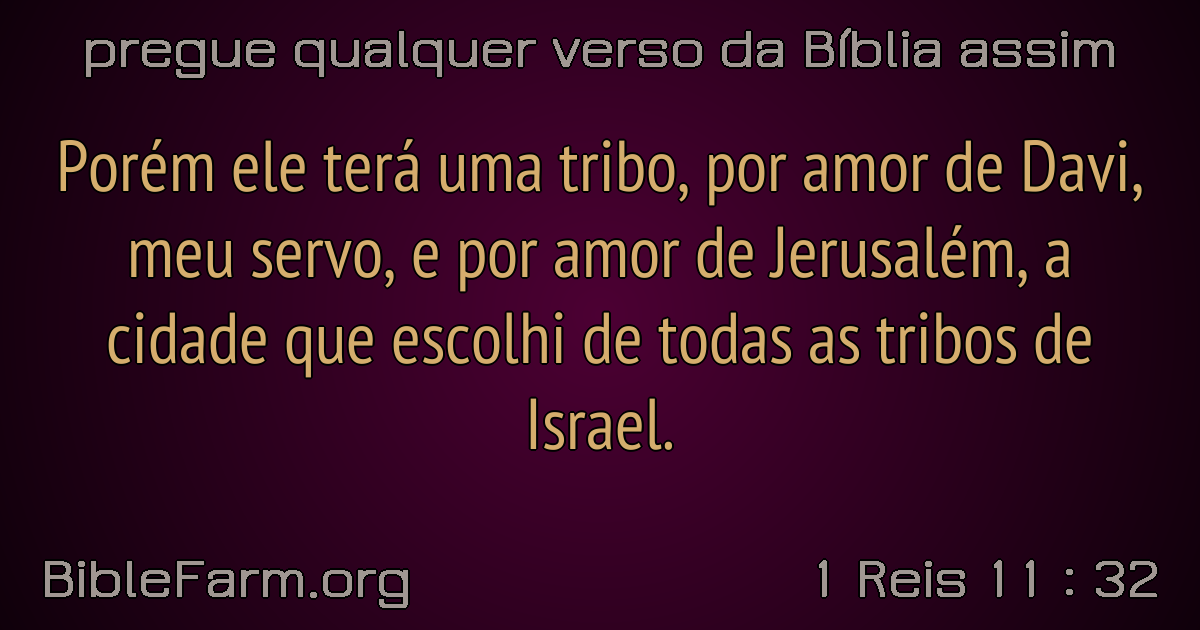 pregue qualquer verso da Bíblia assim
Porém ele terá uma tribo, por amor de Davi,
meu servo, e por amor de Jerusalém, a
cidade que escolhi de todas as tribos de
Israel.
BibleFarm.org
1 Reis 11 : 32